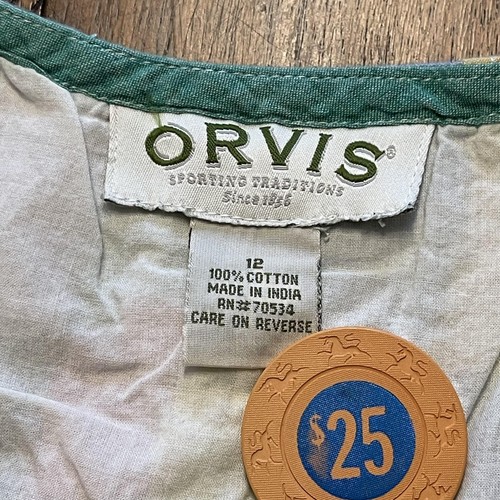 ORVIS®
SPORTING TRADITIONS
Since 1856
12
100% COTTON
MADE IN INDIA
RN#70534
CARE ON REVERSE
$25